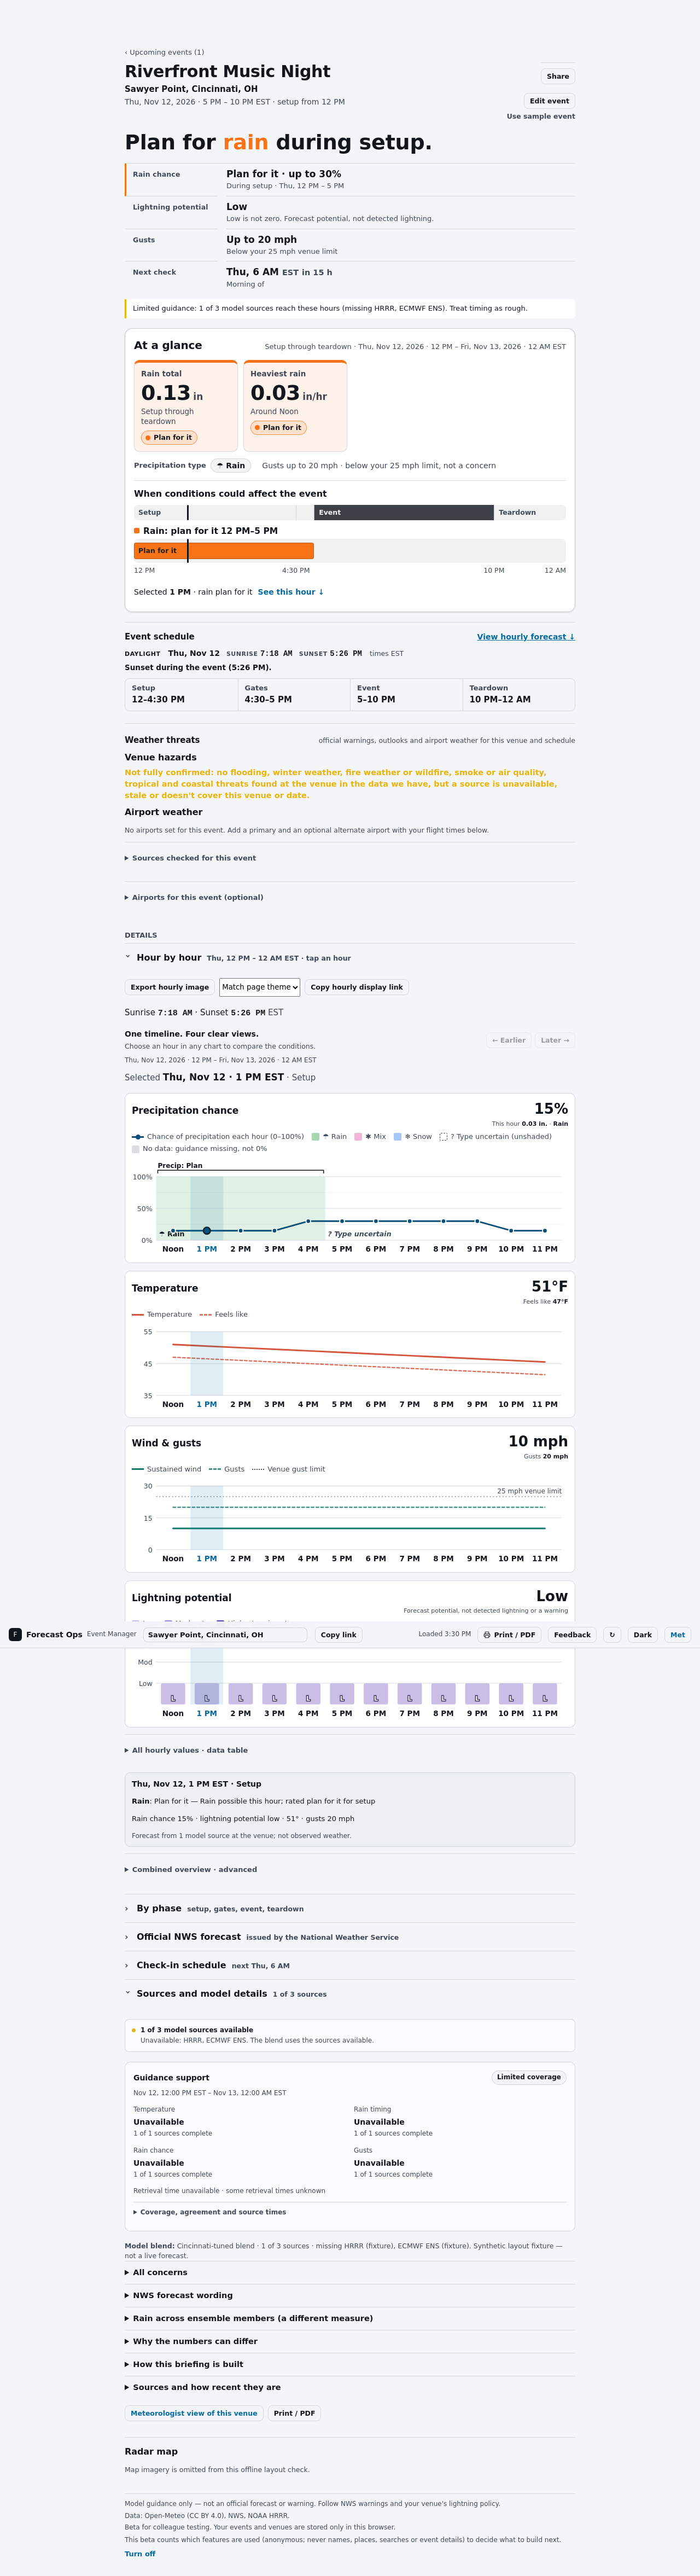 ‹ Upcoming events (1)
Riverfront Music Night
Sawyer Point, Cincinnati, OH
Thu, Nov 12, 2026 · 5 PM – 10 PM EST · setup from 12 PM
Share
Edit event
Use sample event
Plan for rain during setup.
Rain chance
Plan for it · up to 30%
During setup · Thu, 12 PM – 5 PM
Lightning potential
Low
Low is not zero. Forecast potential, not detected lightning.
Gusts
Up to 20 mph
Below your 25 mph venue limit
Next check
Thu, 6 AM EST in 15 h
Morning of
Limited guidance: 1 of 3 model sources reach these hours (missing HRRR, ECMWF ENS). Treat timing as rough.
At a glance
Setup through teardown · Thu, Nov 12, 2026 · 12 PM – Fri, Nov 13, 2026 · 12 AM EST
Rain total
0.13 in
Setup through
teardown
Plan for it
Heaviest rain
0.03 in/hr
Around Noon
Plan for it
Precipitation type ☂ Rain Gusts up to 20 mph · below your 25 mph limit, not a concern
When conditions could affect the event
Setup
Event
Teardown
Rain: plan for it 12 PM–5 PM
Plan for it
12 PM 4:30 PM 10 PM 12 AM
Selected 1 PM · rain plan for it See this hour ↓
Event schedule
View hourly forecast ↓
DAYLIGHT Thu, Nov 12 SUNRISE 7:18 AM SUNSET 5:26 PM times EST
Sunset during the event (5:26 PM).
Setup
12–4:30 PM
Gates
4:30–5 PM
Event
5–10 PM
Teardown
10 PM–12 AM
Weather threats
official warnings, outlooks and airport weather for this venue and schedule
Venue hazards
Not fully confirmed: no flooding, winter weather, fire weather or wildfire, smoke or air quality,
tropical and coastal threats found at the venue in the data we have, but a source is unavailable,
stale or doesn't cover this venue or date.
Airport weather
No airports set for this event. Add a primary and an optional alternate airport with your flight times below.
▸ Sources checked for this event
▸ Airports for this event (optional)
DETAILS
Hour by hour Thu, 12 PM – 12 AM EST · tap an hour
Export hourly image
Match page theme
Copy hourly display link
Sunrise 7:18 AM · Sunset 5:26 PM EST
One timeline. Four clear views.
Choose an hour in any chart to compare the conditions.
← Earlier
Later →
Thu, Nov 12, 2026 · 12 PM – Fri, Nov 13, 2026 · 12 AM EST
Selected Thu, Nov 12 · 1 PM EST · Setup
Precipitation chance
15%
This hour 0.03 in. · Rain
Chance of precipitation each hour (0–100%) ☂ Rain ✱ Mix ❄ Snow ? Type uncertain (unshaded)
No data: guidance missing, not 0%
Precip: Plan
100%
50%
0%
☂ Rain
? Type uncertain
Noon 1 PM 2 PM 3 PM 4 PM 5 PM 6 PM 7 PM 8 PM 9 PM 10 PM 11 PM
Temperature
51°F
Feels like 47°F
Temperature Feels like
55
45
35
Noon 1 PM 2 PM 3 PM 4 PM 5 PM 6 PM 7 PM 8 PM 9 PM 10 PM 11 PM
Wind & gusts
10 mph
Gusts 20 mph
Sustained wind Gusts Venue gust limit
30
25 mph venue limit
15
0
Noon 1 PM 2 PM 3 PM 4 PM 5 PM 6 PM 7 PM 8 PM 9 PM 10 PM 11 PM
Lightning potential
Low
Forecast potential, not detected lightning or a warning
F Forecast Ops Event Manager Sawyer Point, Cincinnati, OH Copy link Loaded 3:30 PM Print / PDF Feedback ↻ Dark Met
Mod
Low
L L L L L L L L L L L L
Noon 1 PM 2 PM 3 PM 4 PM 5 PM 6 PM 7 PM 8 PM 9 PM 10 PM 11 PM
▸ All hourly values · data table
Thu, Nov 12, 1 PM EST · Setup
Rain: Plan for it — Rain possible this hour; rated plan for it for setup
Rain chance 15% · lightning potential low · 51° · gusts 20 mph
Forecast from 1 model source at the venue; not observed weather.
▸ Combined overview · advanced
› By phase setup, gates, event, teardown
› Official NWS forecast issued by the National Weather Service
› Check-in schedule next Thu, 6 AM
Sources and model details 1 of 3 sources
1 of 3 model sources available
Unavailable: HRRR, ECMWF ENS. The blend uses the sources available.
Guidance support
Limited coverage
Nov 12, 12:00 PM EST – Nov 13, 12:00 AM EST
Temperature
Unavailable
1 of 1 sources complete
Rain timing
Unavailable
1 of 1 sources complete
Rain chance
Unavailable
1 of 1 sources complete
Gusts
Unavailable
1 of 1 sources complete
Retrieval time unavailable · some retrieval times unknown
▸ Coverage, agreement and source times
Model blend: Cincinnati-tuned blend · 1 of 3 sources · missing HRRR (fixture), ECMWF ENS (fixture). Synthetic layout fixture —
not a live forecast.
▸ All concerns
▸ NWS forecast wording
▸ Rain across ensemble members (a different measure)
▸ Why the numbers can differ
▸ How this briefing is built
▸ Sources and how recent they are
Meteorologist view of this venue
Print / PDF
Radar map
Map imagery is omitted from this offline layout check.
Model guidance only — not an official forecast or warning. Follow NWS warnings and your venue's lightning policy.
Data: Open-Meteo (CC BY 4.0), NWS, NOAA HRRR.
Beta for colleague testing. Your events and venues are stored only in this browser.
This beta counts which features are used (anonymous; never names, places, searches or event details) to decide what to build next.
Turn off